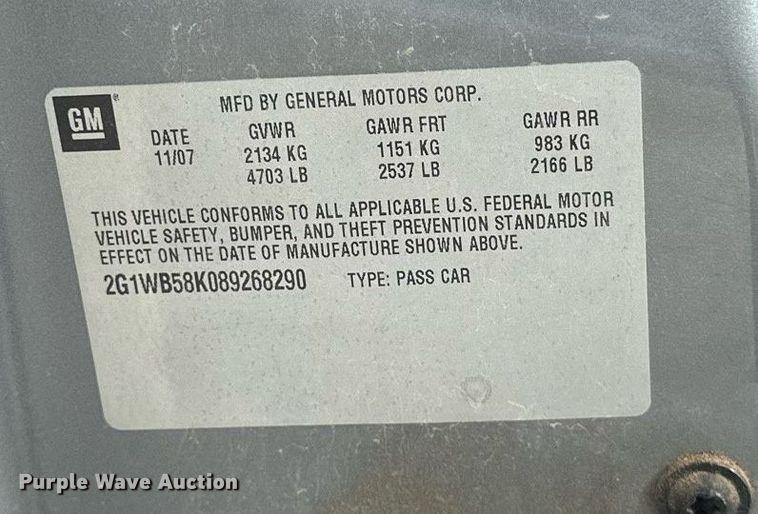 MFD BY GENERAL MOTORS CORP.
GM®
DATE GVWR GAWR FRT GAWR RR
11/07 2134 KG 1151 KG 983 KG
4703 LB 2537 LB 2166 LB
THIS VEHICLE CONFORMS TO ALL APPLICABLE U.S. FEDERAL MOTOR
VEHICLE SAFETY, BUMPER, AND THEFT PREVENTION STANDARDS IN
EFFECT ON THE DATE OF MANUFACTURE SHOWN ABOVE.
2G1WB58K089268290 TYPE: PASS CAR
Purple Wave Auction